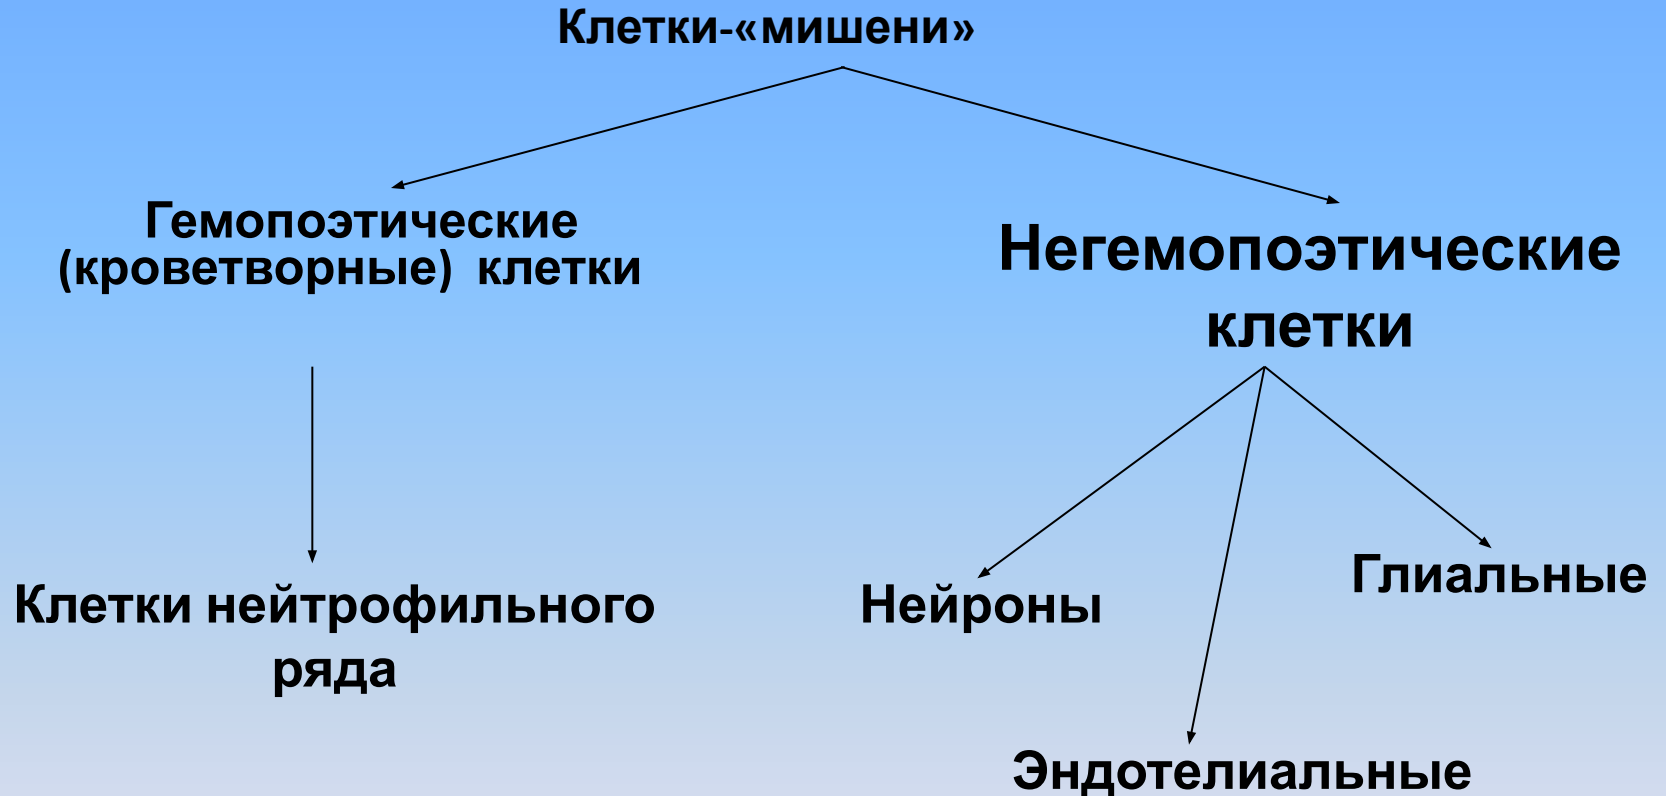 Клетки-«мишени»
Гемопоэтические
(кроветворные) клетки
Негемопоэтические
клетки
Клетки нейтрофильного
ряда
Нейроны
Глиальные
Эндотелиальные